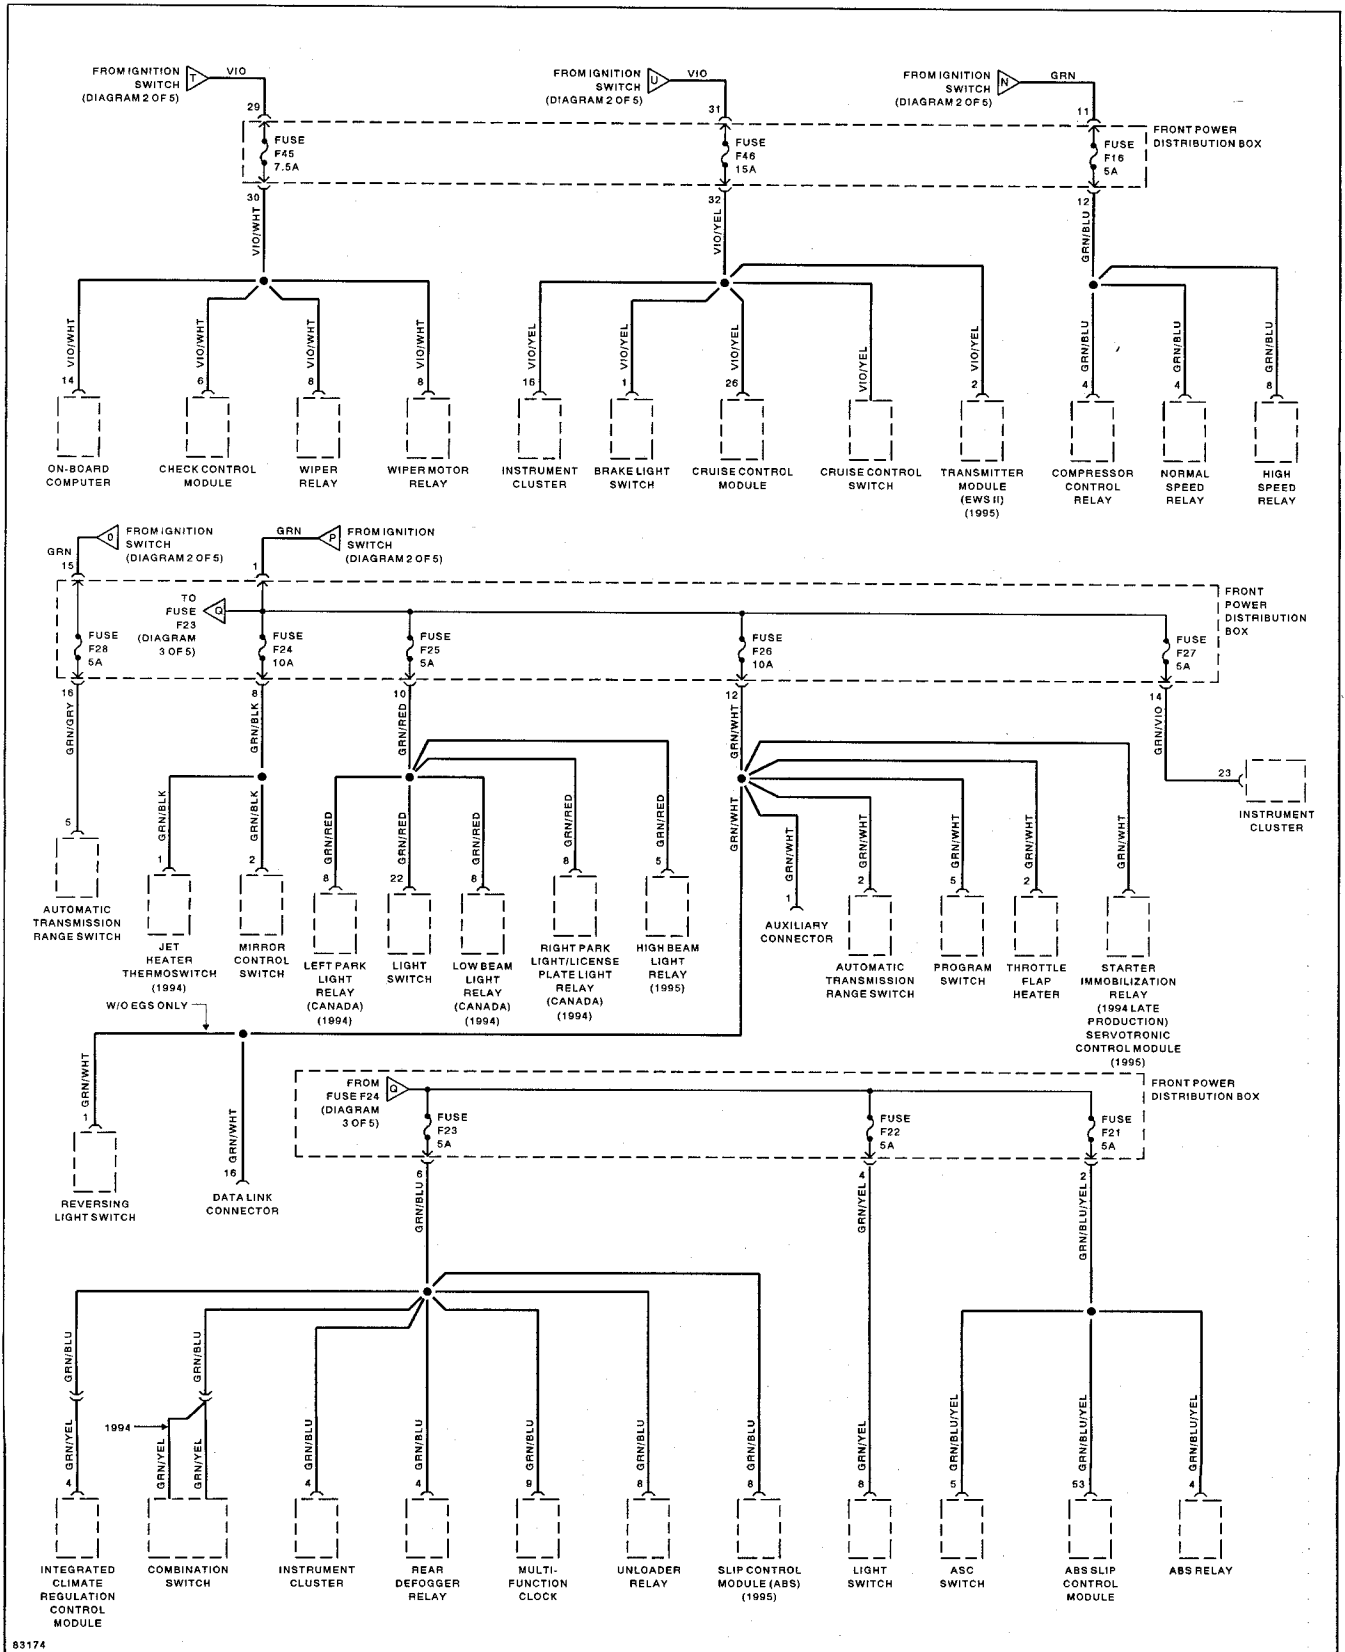 FROM IGNITION
SWITCH
(DIAGRAM 2 OF 5)
T
VIO
29
FUSE
F45
7.5A
30
VIO/WHT
FROM IGNITION
SWITCH
(DIAGRAM 2 OF 5)
U
VIO
31
FUSE
F46
15A
32
VIO/YEL
FROM IGNITION
SWITCH
(DIAGRAM 2 OF 5)
N
GRN
11
FUSE
F16
5A
12
GRN/BLU
FRONT POWER
DISTRIBUTION BOX
VIO/WHT
14
ON-BOARD
COMPUTER
VIO/WHT
6
CHECK CONTROL
MODULE
VIO/WHT
8
WIPER
RELAY
VIO/WHT
8
WIPER MOTOR
RELAY
VIO/YEL
16
INSTRUMENT
CLUSTER
VIO/YEL
1
BRAKE LIGHT
SWITCH
VIO/YEL
26
CRUISE CONTROL
MODULE
VIO/YEL
CRUISE CONTROL
SWITCH
VIO/YEL
2
TRANSMITTER
MODULE
(EWS II)
(1995)
GRN/BLU
4
COMPRESSOR
CONTROL
RELAY
GRN/BLU
4
NORMAL
SPEED
RELAY
GRN/BLU
8
HIGH
SPEED
RELAY
O
FROM IGNITION
SWITCH
(DIAGRAM 2 OF 5)
GRN
15
GRN
P
FROM IGNITION
SWITCH
(DIAGRAM 2 OF 5)
1
TO
FUSE
F23
(DIAGRAM
3 OF 5)
Q
FUSE
F28
5A
FUSE
F24
10A
FUSE
F25
5A
FUSE
F26
10A
FUSE
F27
5A
FRONT
POWER
DISTRIBUTION
BOX
16
GRN/GRY
8
GRN/BLK
10
GRN/RED
12
GRN/WHT
14
GRN/VIO
23
INSTRUMENT
CLUSTER
5
AUTOMATIC
TRANSMISSION
RANGE SWITCH
GRN/BLK
1
JET
HEATER
THERMOSWITCH
(1994)
GRN/BLK
2
MIRROR
CONTROL
SWITCH
GRN/RED
8
LEFT PARK
LIGHT
RELAY
(CANADA)
(1994)
GRN/RED
22
LIGHT
SWITCH
GRN/RED
8
LOW BEAM
LIGHT
RELAY
(CANADA)
(1994)
GRN/RED
8
RIGHT PARK
LIGHT/LICENSE
PLATE LIGHT
RELAY
(CANADA)
(1994)
GRN/RED
5
HIGH BEAM
LIGHT
RELAY
(1995)
GRN/WHT
GRN/WHT
1
AUXILIARY
CONNECTOR
GRN/WHT
2
AUTOMATIC
TRANSMISSION
RANGE SWITCH
GRN/WHT
5
PROGRAM
SWITCH
GRN/WHT
2
THROTTLE
FLAP
HEATER
GRN/WHT
STARTER
IMMOBILIZATION
RELAY
(1994 LATE
PRODUCTION)
SERVOTRONIC
CONTROL MODULE
(1995)
W/O EGS ONLY
GRN/WHT
1
REVERSING
LIGHT SWITCH
GRN/WHT
16
DATA LINK
CONNECTOR
FROM
FUSE F24
(DIAGRAM
3 OF 5)
Q
FUSE
F23
5A
FUSE
F22
5A
FUSE
F21
5A
FRONT POWER
DISTRIBUTION BOX
6
GRN/BLU
4
GRN/YEL
2
GRN/BLU/YEL
GRN/BLU
GRN/YEL
4
INTEGRATED
CLIMATE
REGULATION
CONTROL
MODULE
GRN/BLU
1994
GRN/YEL
GRN/YEL
COMBINATION
SWITCH
GRN/BLU
4
INSTRUMENT
CLUSTER
GRN/BLU
4
REAR
DEFOGGER
RELAY
GRN/BLU
9
MULTI-
FUNCTION
CLOCK
GRN/BLU
8
UNLOADER
RELAY
GRN/BLU
8
SLIP CONTROL
MODULE (ABS)
(1995)
GRN/YEL
8
LIGHT
SWITCH
GRN/BLU/YEL
5
ASC
SWITCH
GRN/BLU/YEL
53
ABS SLIP
CONTROL
MODULE
GRN/BLU/YEL
4
ABS RELAY
83174